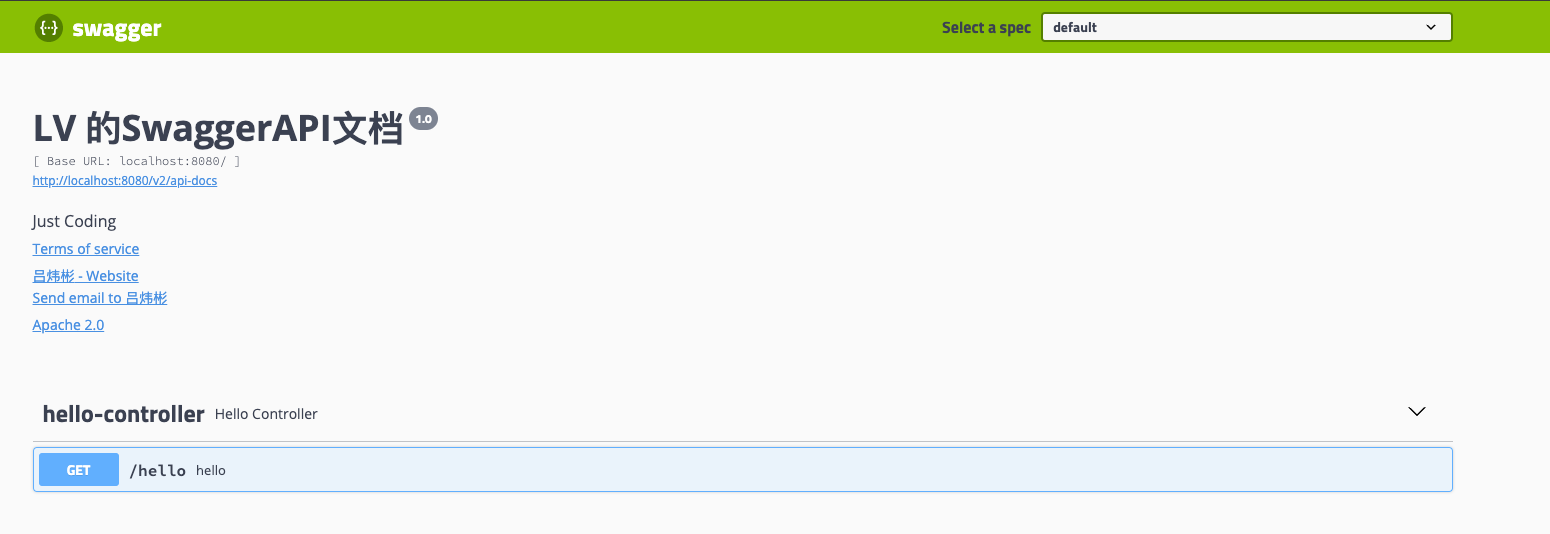 {···} swagger Select a spec default
LV 的SwaggerAPI文档 1.0
[ Base URL: localhost:8080/ ]
http://localhost:8080/v2/api-docs
Just Coding
Terms of service
吕炜彬 - Website
Send email to 吕炜彬
Apache 2.0
hello-controller Hello Controller
GET /hello hello